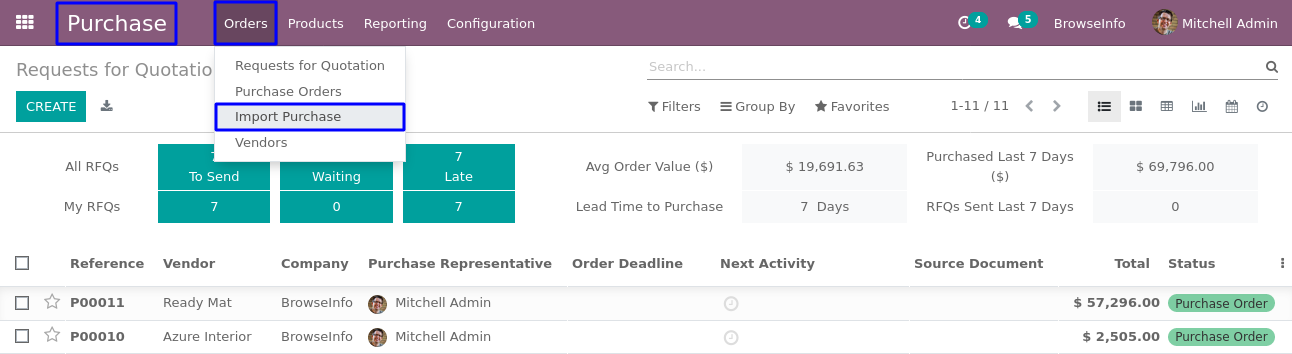 Purchase Orders Products Reporting Configuration 4 5 BrowseInfo Mitchell Admin
Requests for Quotatio
Requests for Quotation
Purchase Orders
Import Purchase
Vendors
Search...
CREATE
Filters Group By Favorites 1-11 / 11
All RFQs
To Send
Waiting
7
Late
My RFQs 7 0 7
Avg Order Value ($) $ 19,691.63
Purchased Last 7 Days
($)
$ 69,796.00
Lead Time to Purchase 7 Days RFQs Sent Last 7 Days 0
Reference Vendor Company Purchase Representative Order Deadline Next Activity Source Document Total Status
P00011 Ready Mat BrowseInfo Mitchell Admin $ 57,296.00 Purchase Order
P00010 Azure Interior BrowseInfo Mitchell Admin $ 2,505.00 Purchase Order